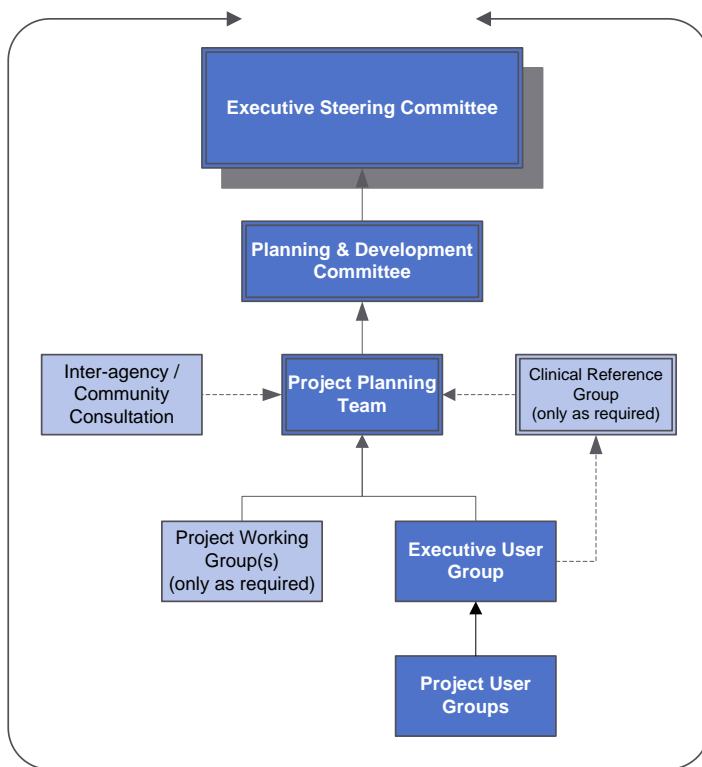 Executive Steering Committee
Planning & Development
Committee
Inter-agency /
Community
Consultation
Project Planning
Team
Clinical Reference
Group
(only as required)
Project Working
Group(s)
(only as required)
Executive User
Group
Project User
Groups